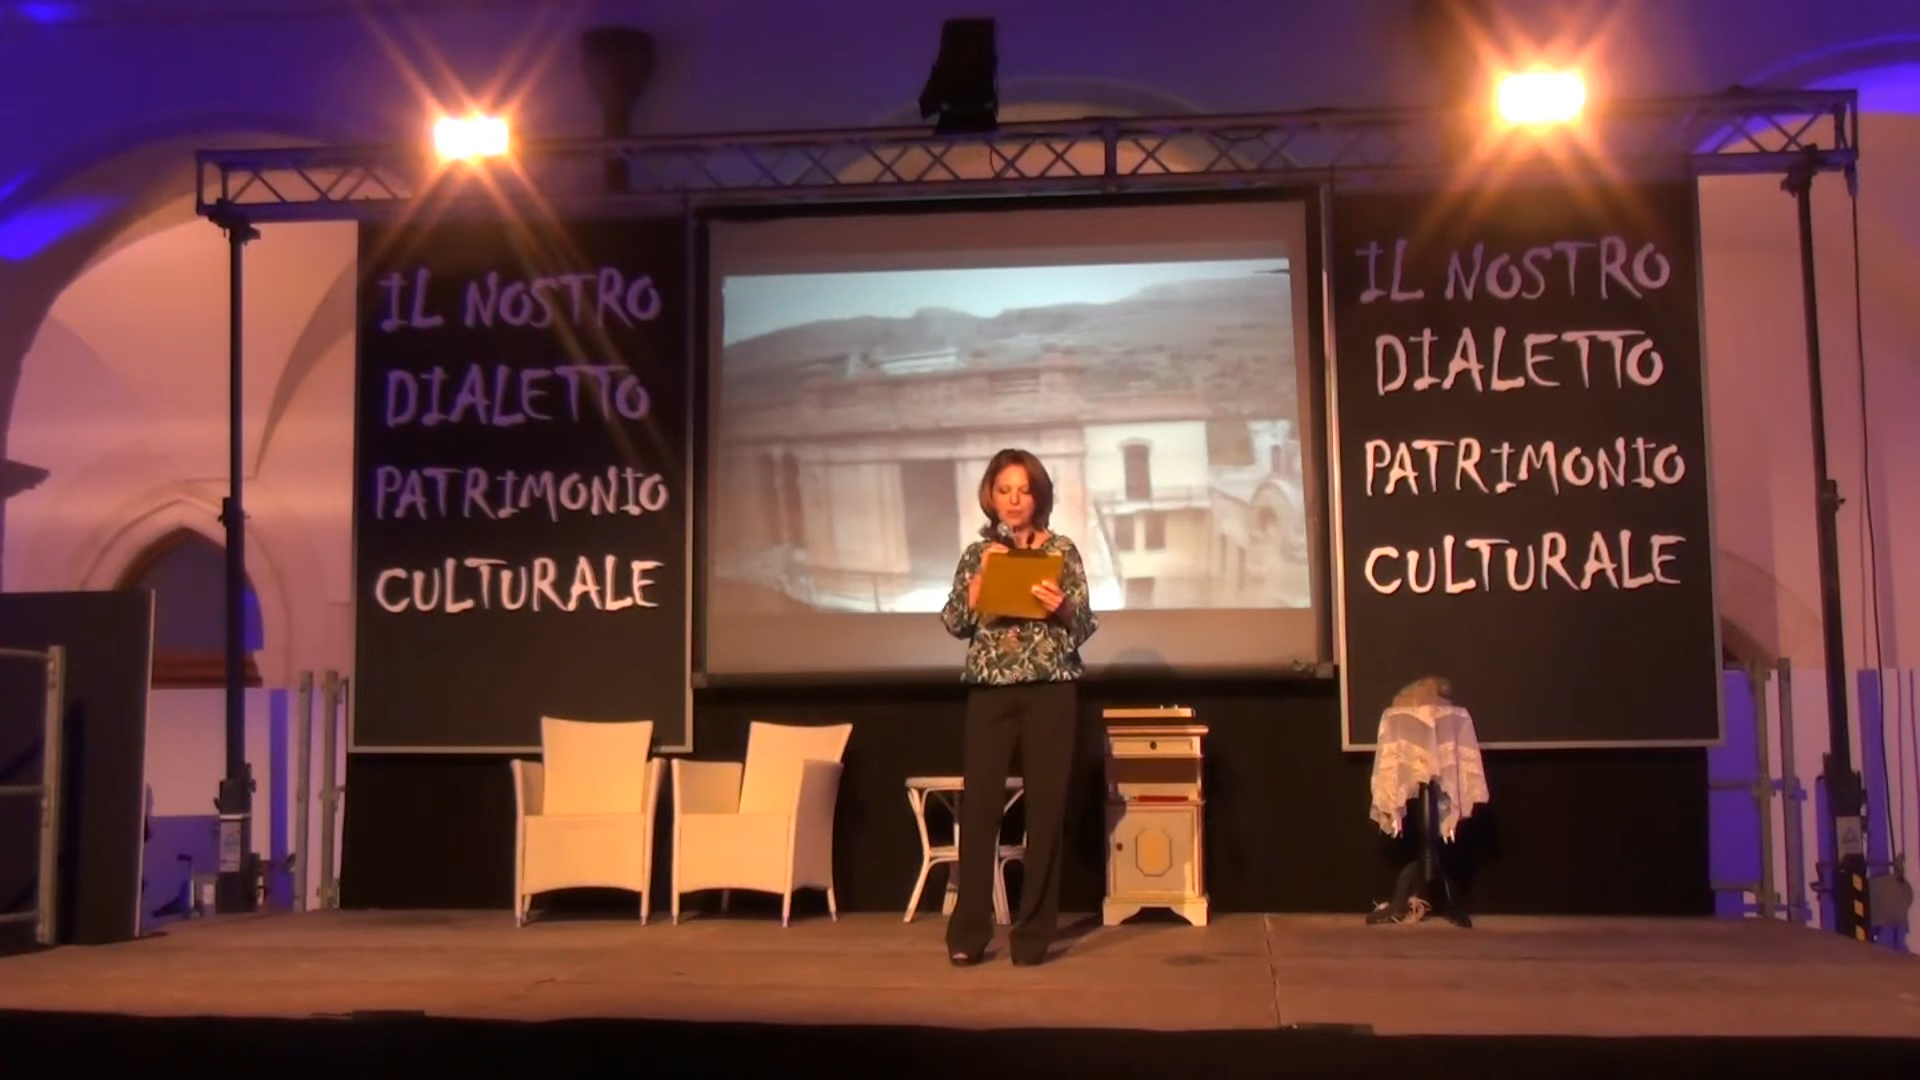 IL NOSTRO
DIALETTO
PATRIMONIO
CULTURALE
IL NOSTRO
DIALETTO
PATRIMONIO
CULTURALE